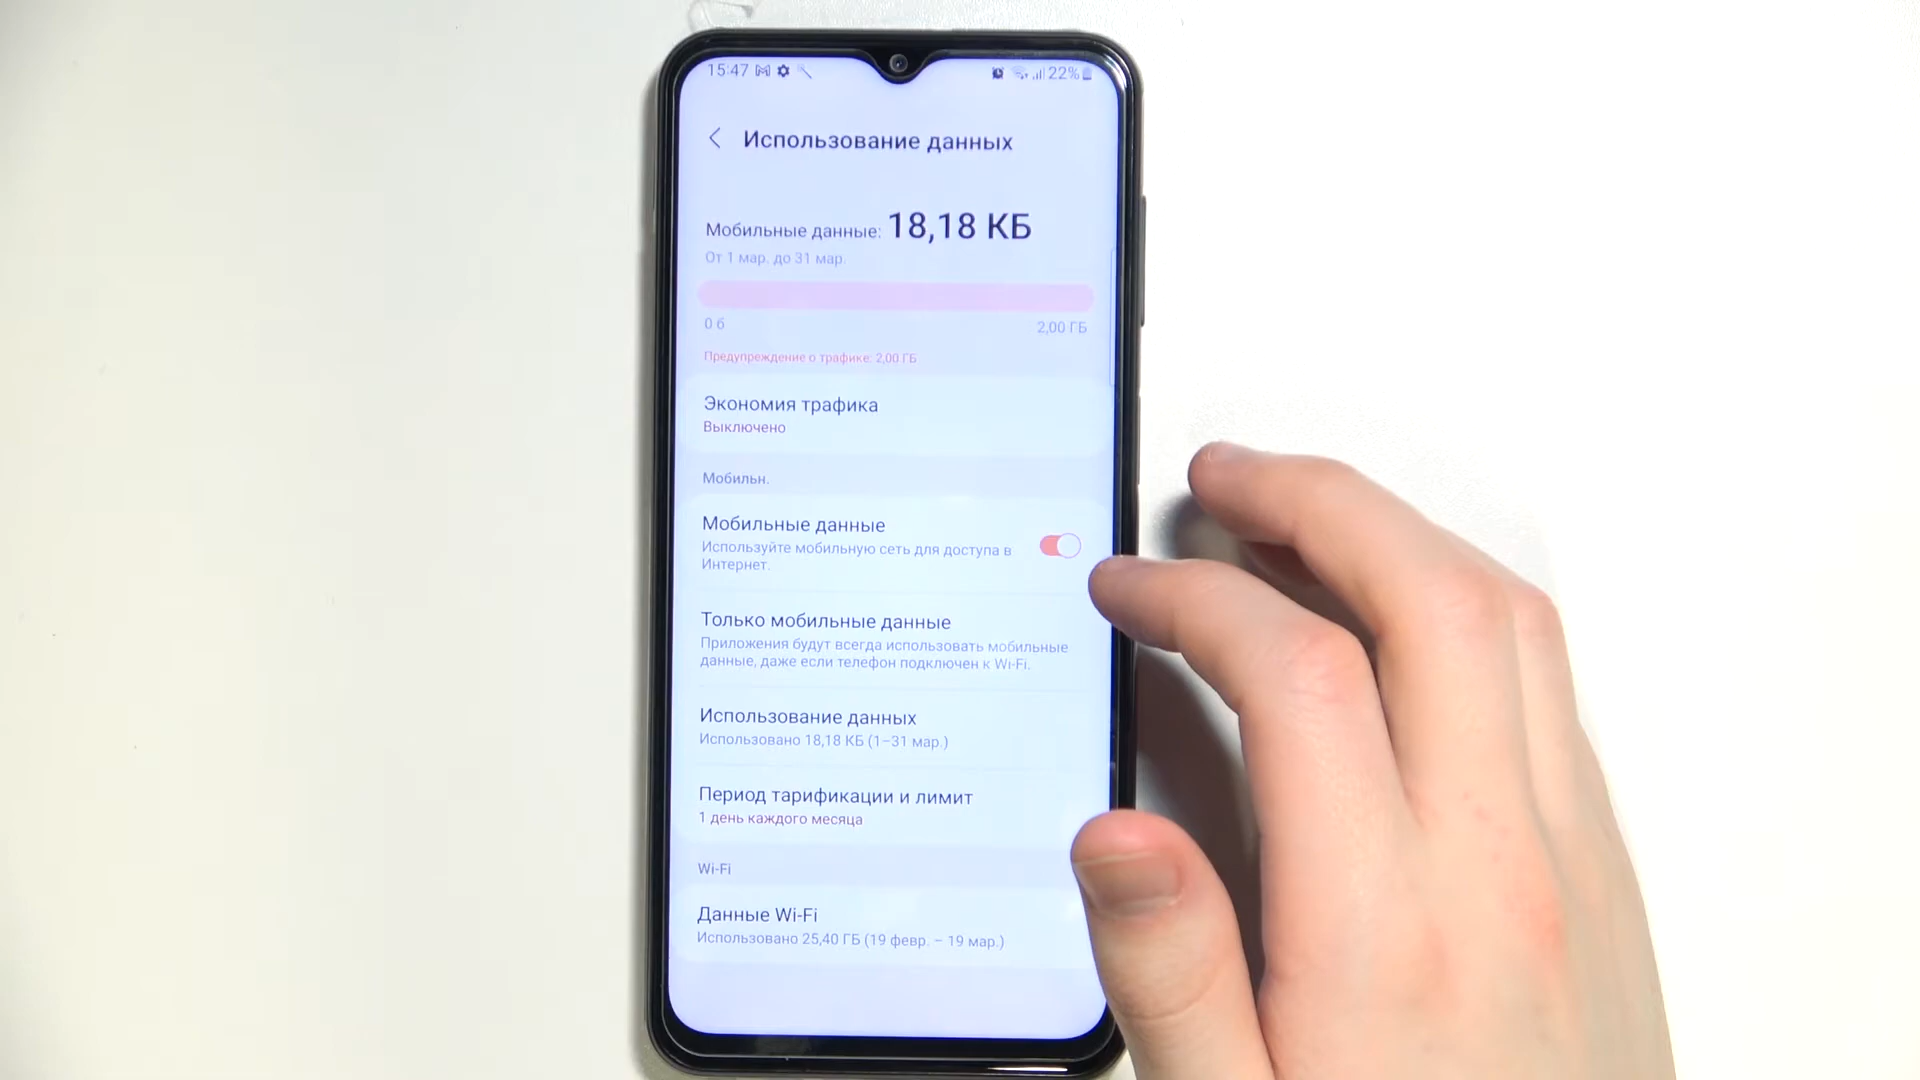 15:47 22%
Использование данных
Мобильные данные: 18,18 КБ
От 1 мар. до 31 мар.
0 б 2,00 ГБ
Предупреждение о трафике: 2,00 ГБ
Экономия трафика
Выключено
Мобильн.
Мобильные данные
Используйте мобильную сеть для доступа в
Интернет.
Только мобильные данные
Приложения будут всегда использовать мобильные
данные, даже если телефон подключен к Wi-Fi.
Использование данных
Использовано 18,18 КБ (1–31 мар.)
Период тарификации и лимит
1 день каждого месяца
Wi-Fi
Данные Wi-Fi
Использовано 25,40 ГБ (19 февр. – 19 мар.)